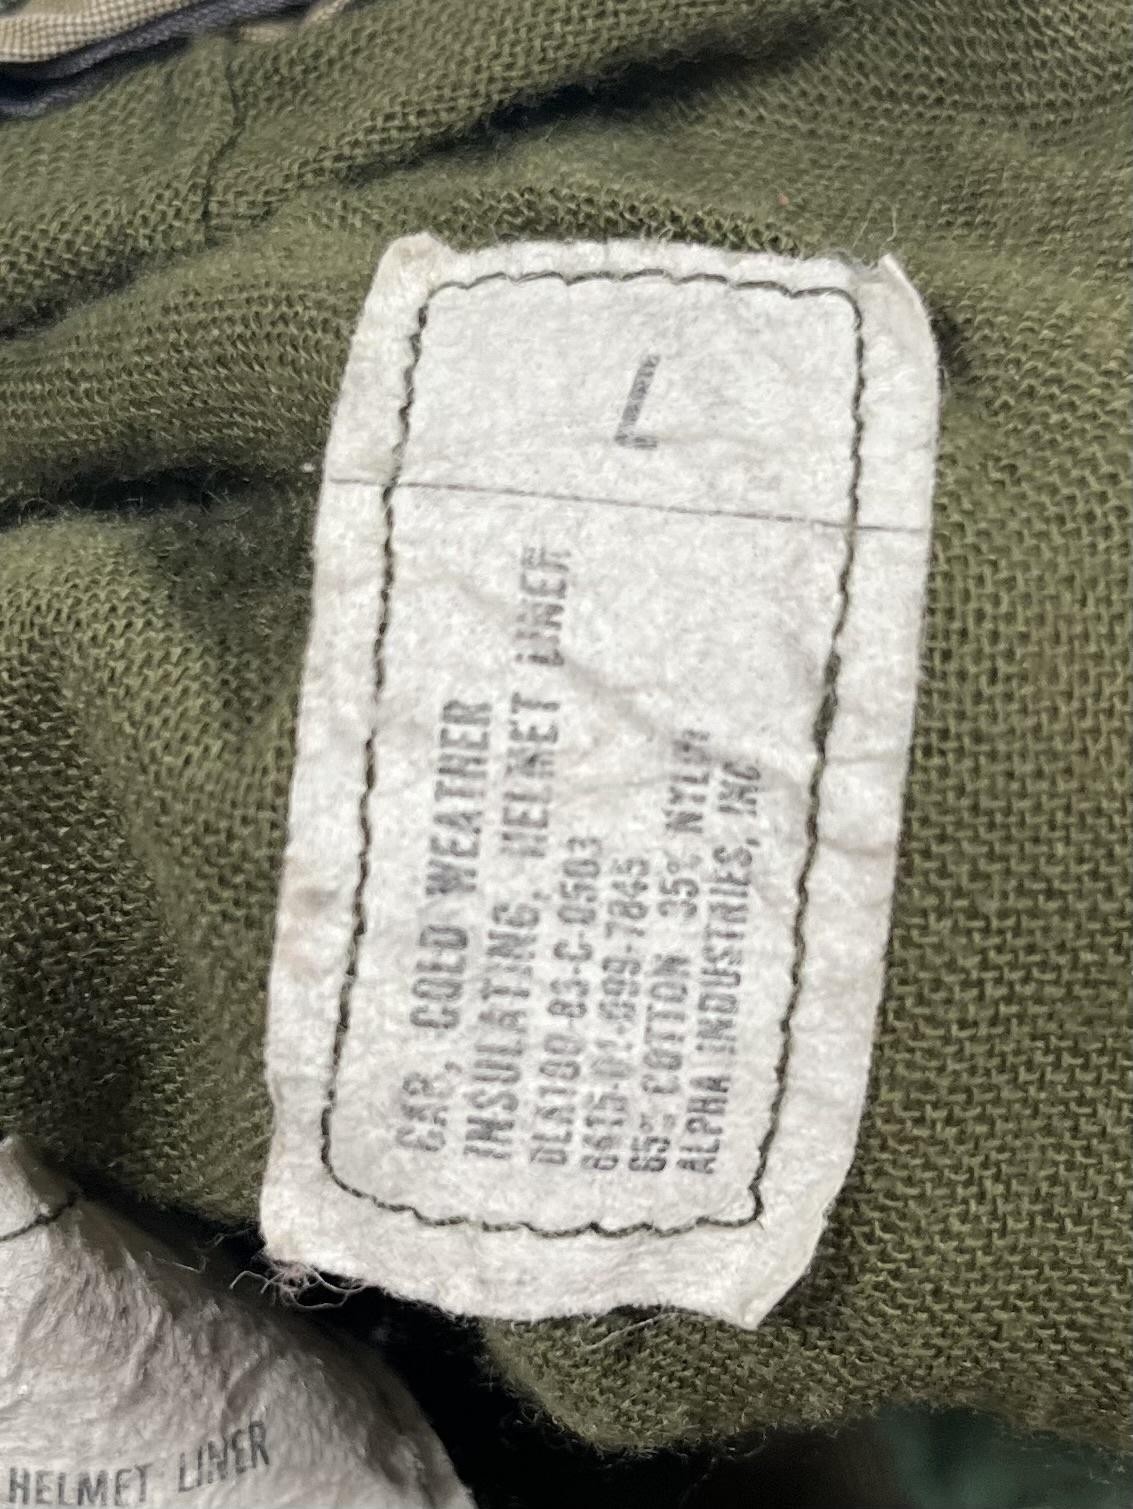 L
CAP, COLD WEATHER
INSULATING, HELMET LINER
DLA100-83-C-0503
8415-01-099-7845
65% COTTON 35% NYLON
ALPHA INDUSTRIES, INC
HELMET LINER